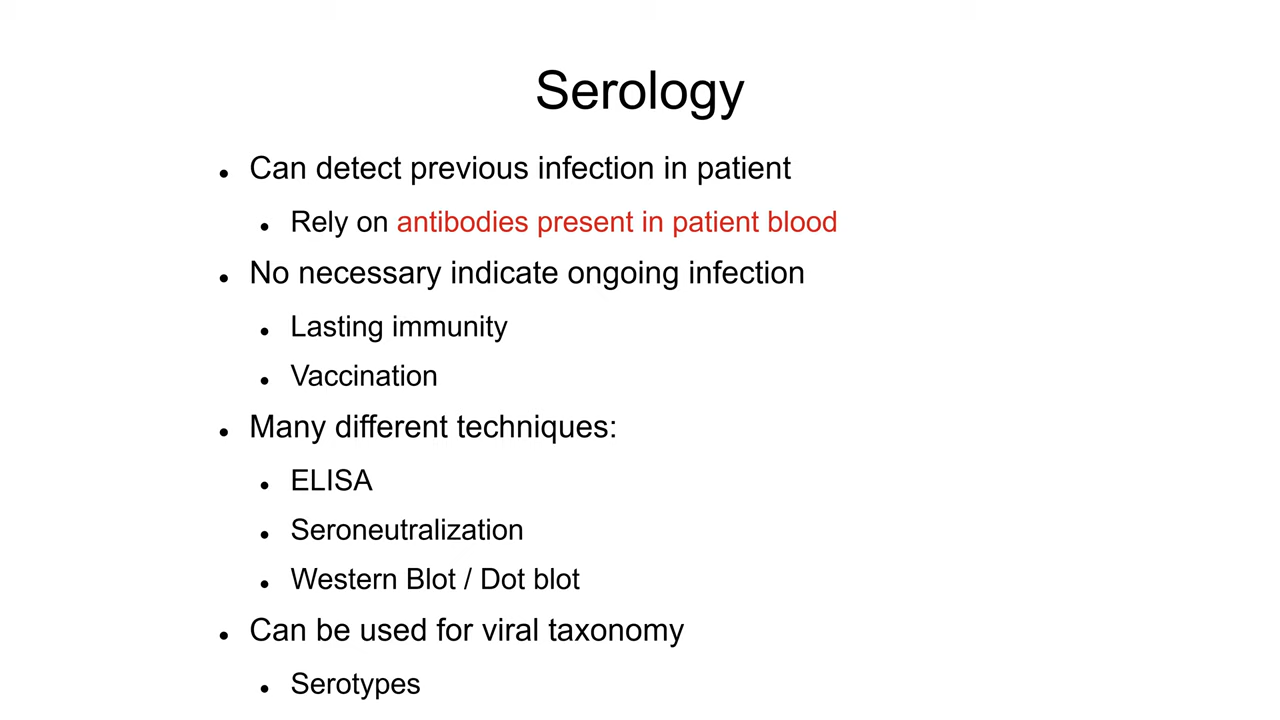 Serology
• Can detect previous infection in patient
• Rely on antibodies present in patient blood
• No necessary indicate ongoing infection
• Lasting immunity
• Vaccination
• Many different techniques:
• ELISA
• Seroneutralization
• Western Blot / Dot blot
• Can be used for viral taxonomy
• Serotypes